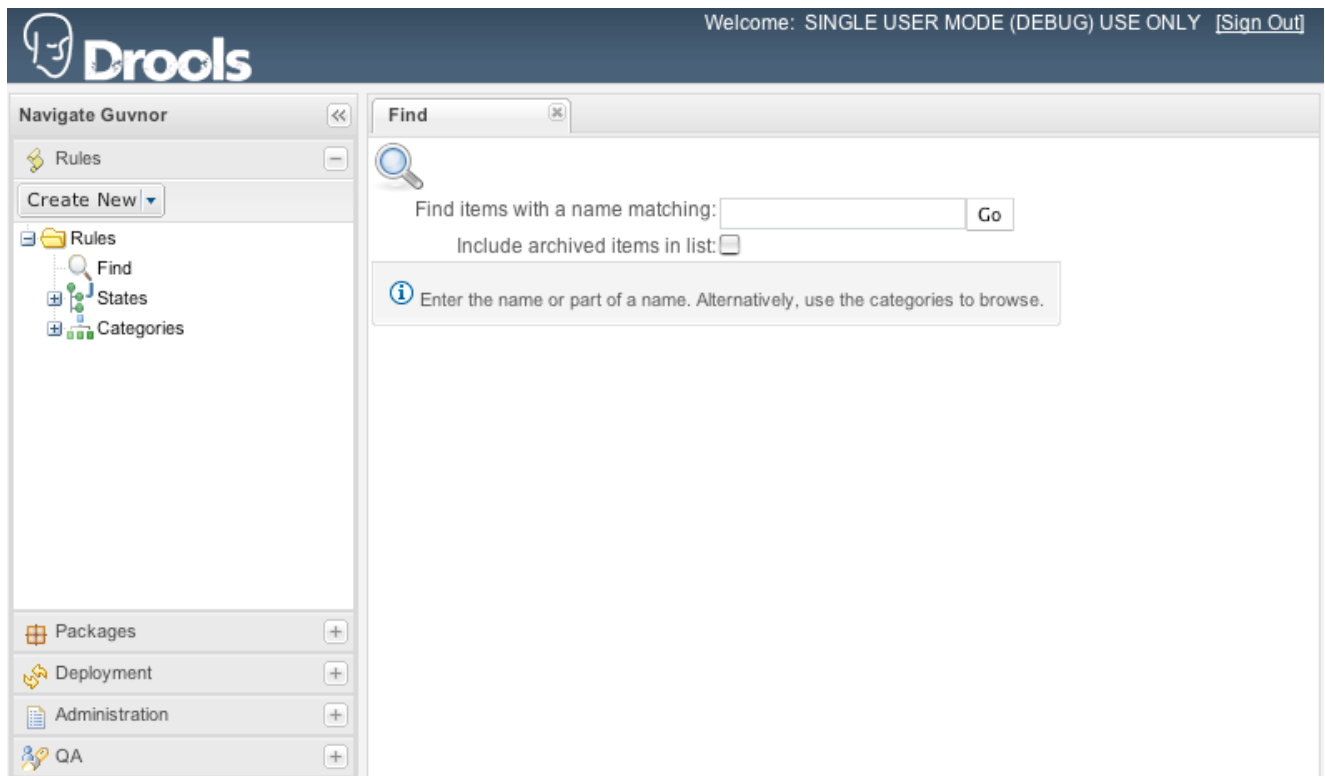 Welcome: SINGLE USER MODE (DEBUG) USE ONLY [Sign Out]
Drools
Navigate Guvnor
Rules
Create New
Rules
Find
States
Categories
Packages
Deployment
Administration
QA
Find
Find items with a name matching: Go
Include archived items in list:
Enter the name or part of a name. Alternatively, use the categories to browse.